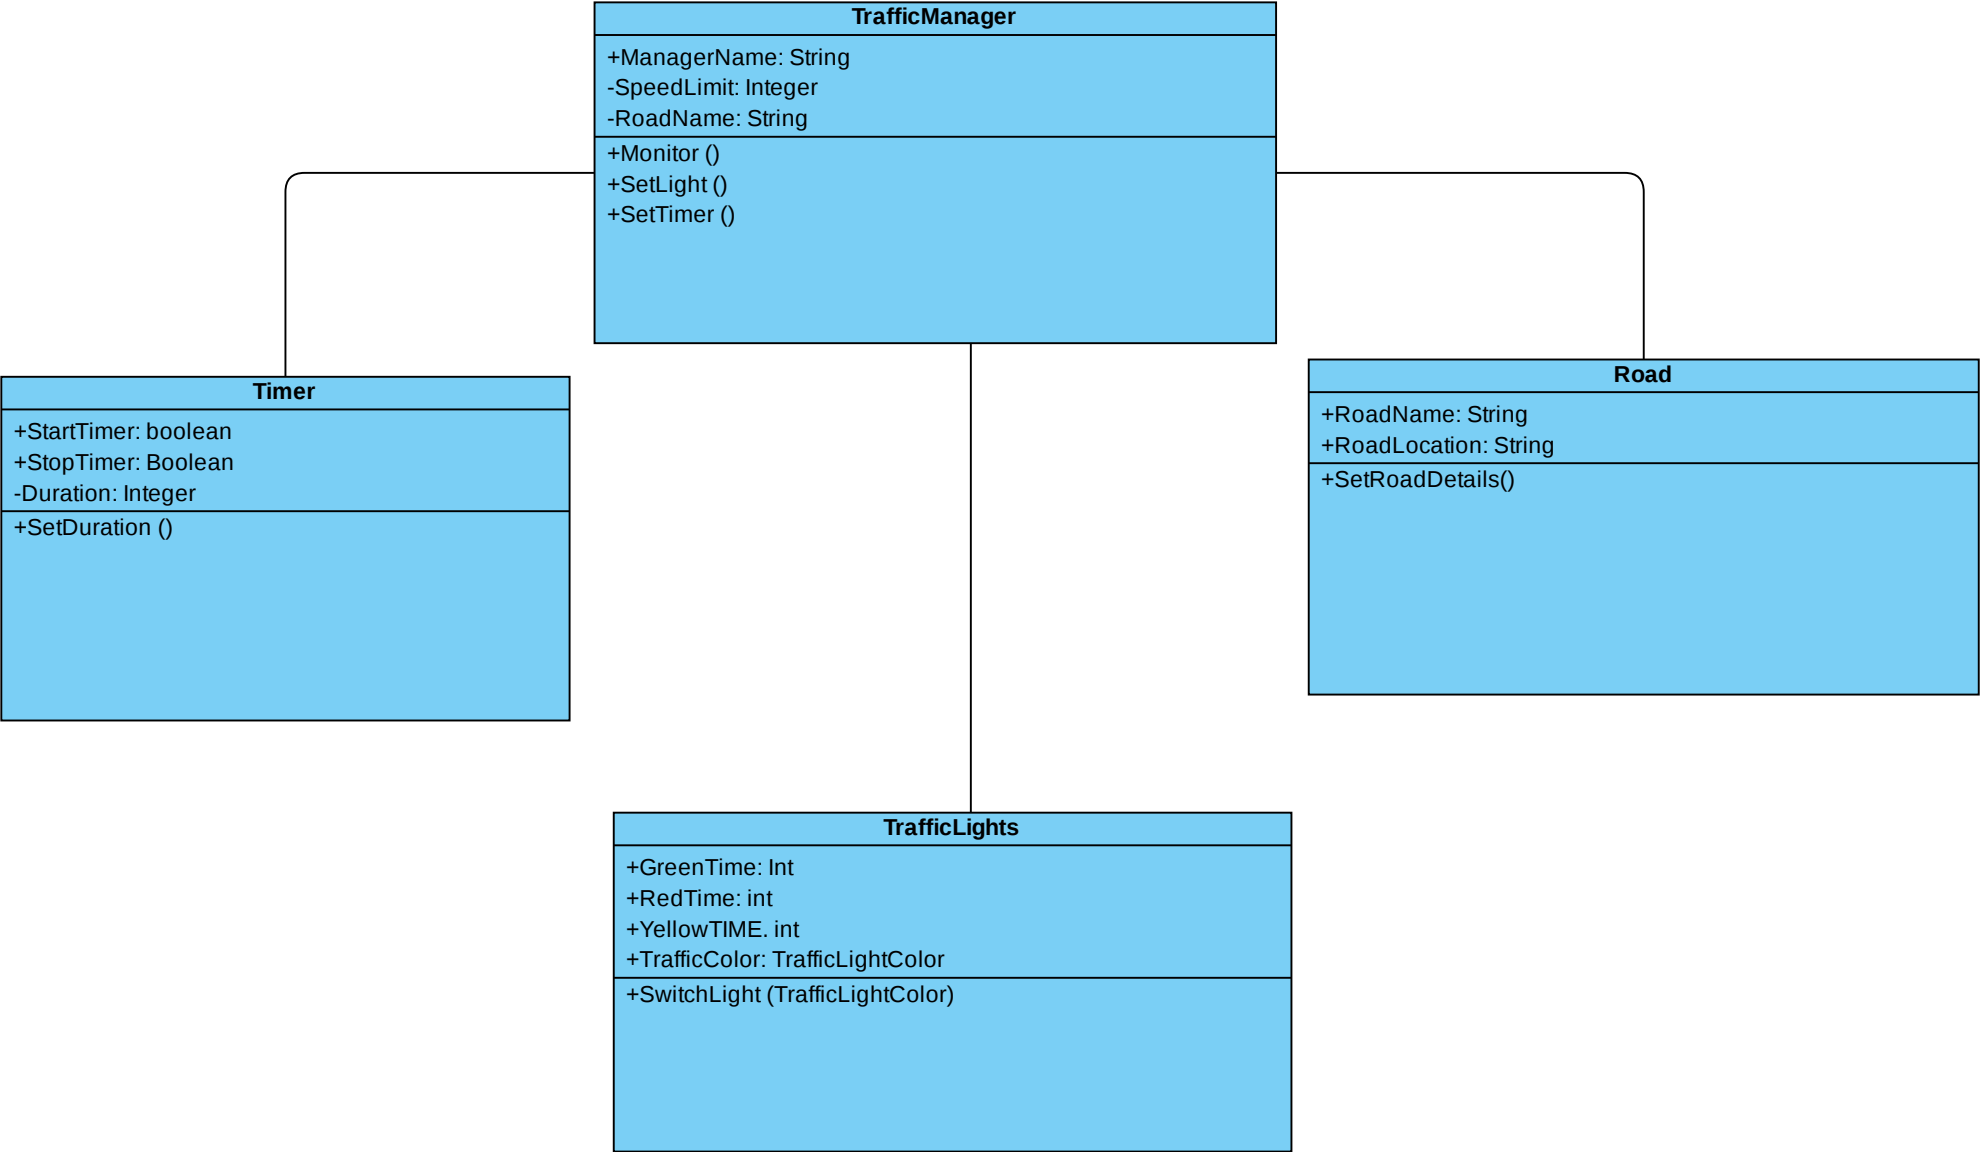 TrafficManager
+ManagerName: String
-SpeedLimit: Integer
-RoadName: String
+Monitor ()
+SetLight ()
+SetTimer ()
Timer
+StartTimer: boolean
+StopTimer: Boolean
-Duration: Integer
+SetDuration ()
Road
+RoadName: String
+RoadLocation: String
+SetRoadDetails()
TrafficLights
+GreenTime: Int
+RedTime: int
+YellowTIME. int
+TrafficColor: TrafficLightColor
+SwitchLight (TrafficLightColor)